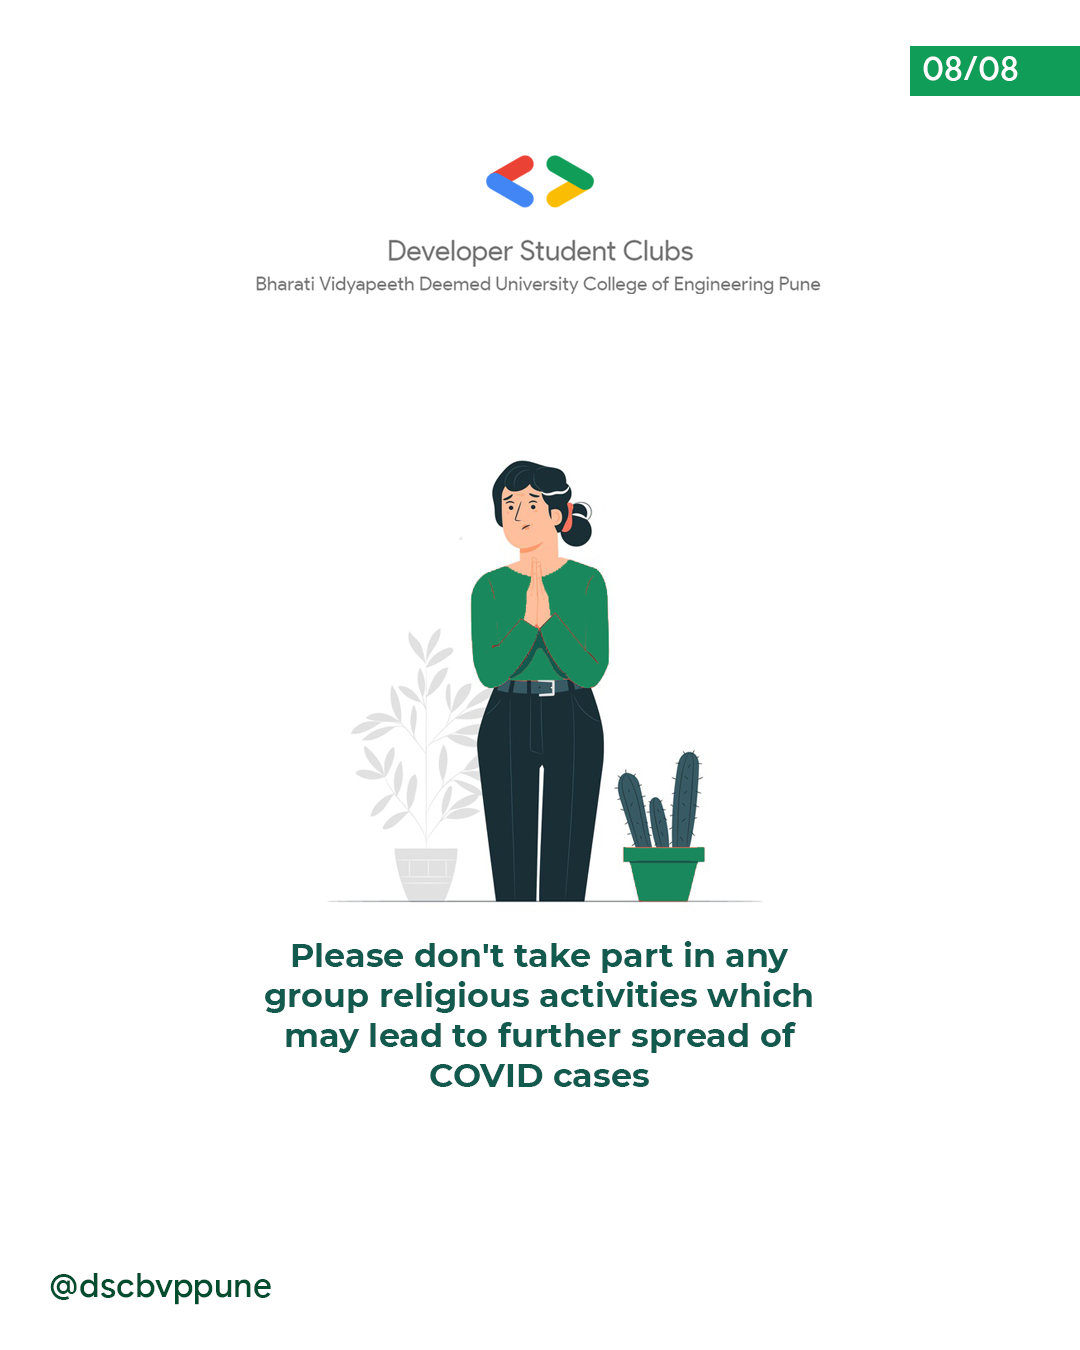 08/08
Developer Student Clubs
Bharati Vidyapeeth Deemed University College of Engineering Pune
Please don't take part in any
group religious activities which
may lead to further spread of
COVID cases
@dscbvppune